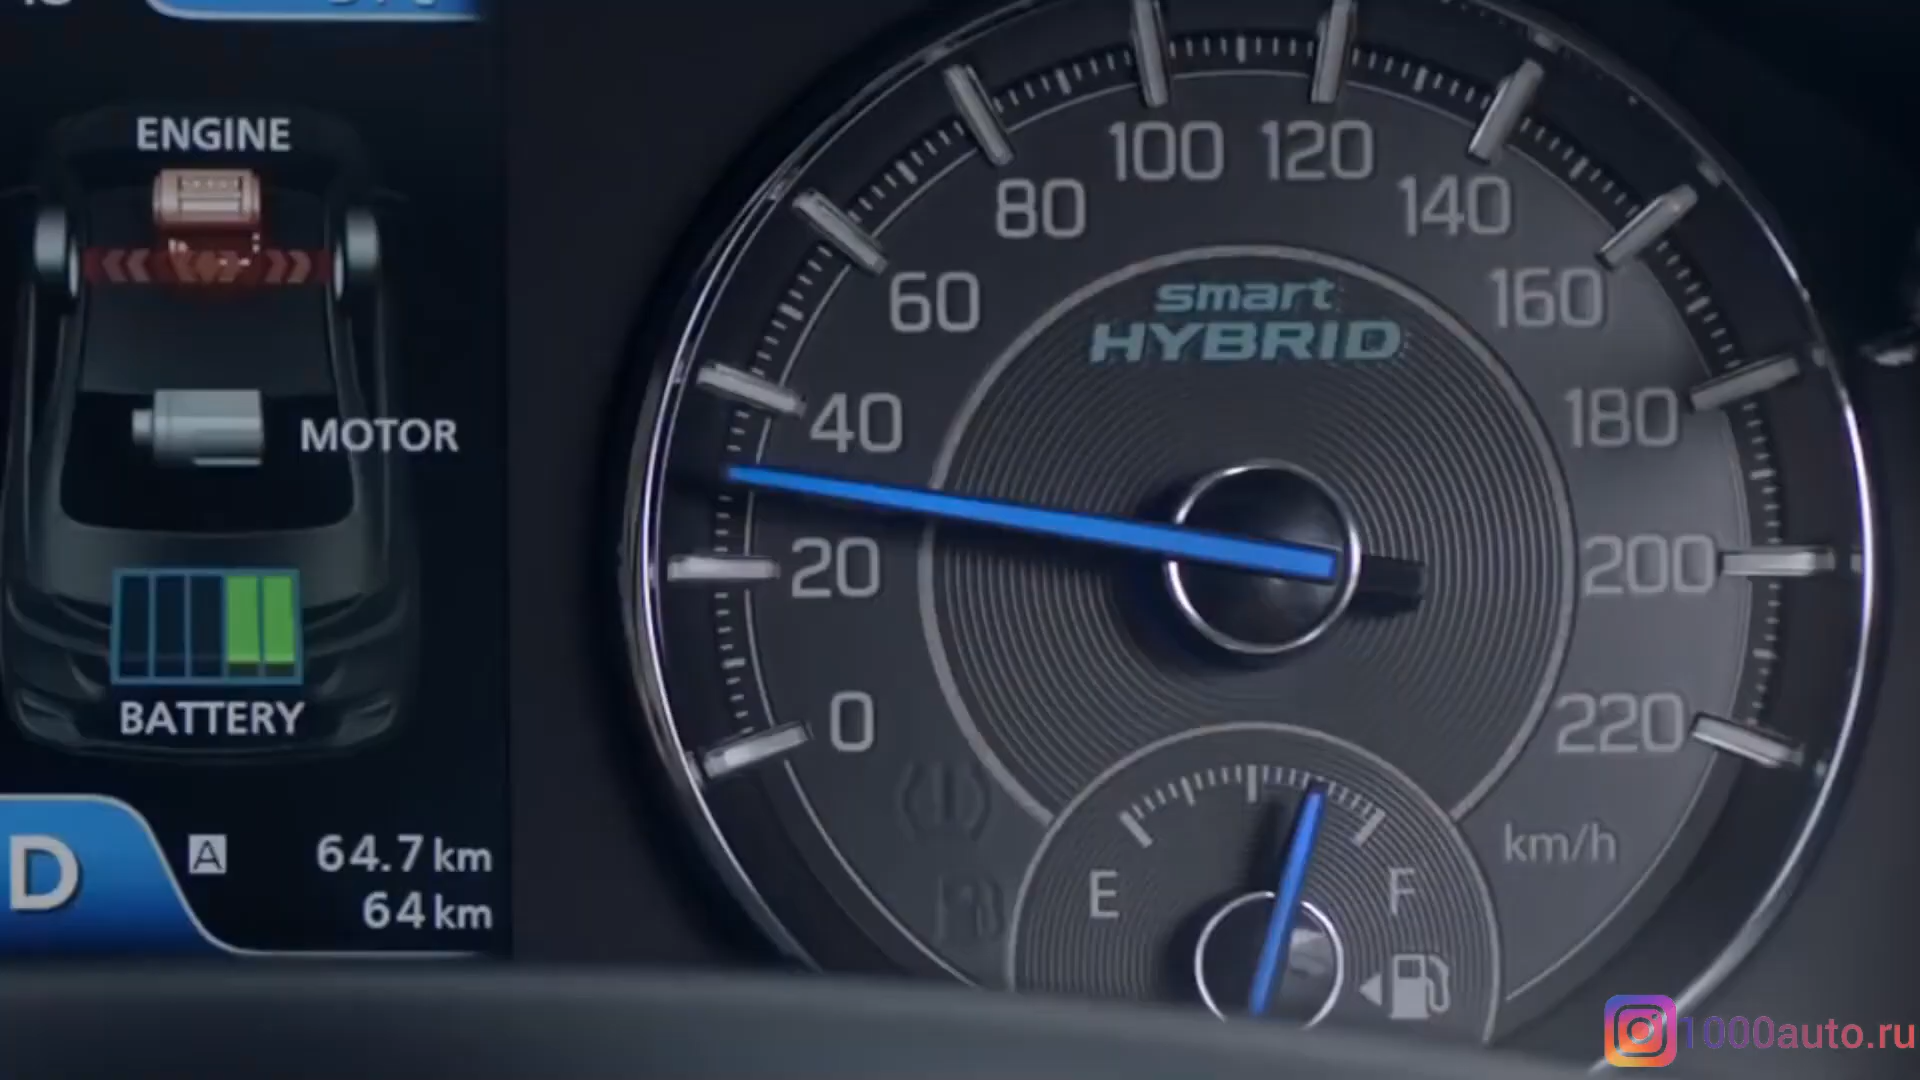 ENGINE
MOTOR
BATTERY
D
A
64.7 km
64 km
0
20
40
60
80
100
120
140
160
180
200
220
smart
HYBRID
km/h
E
F
1000auto.ru